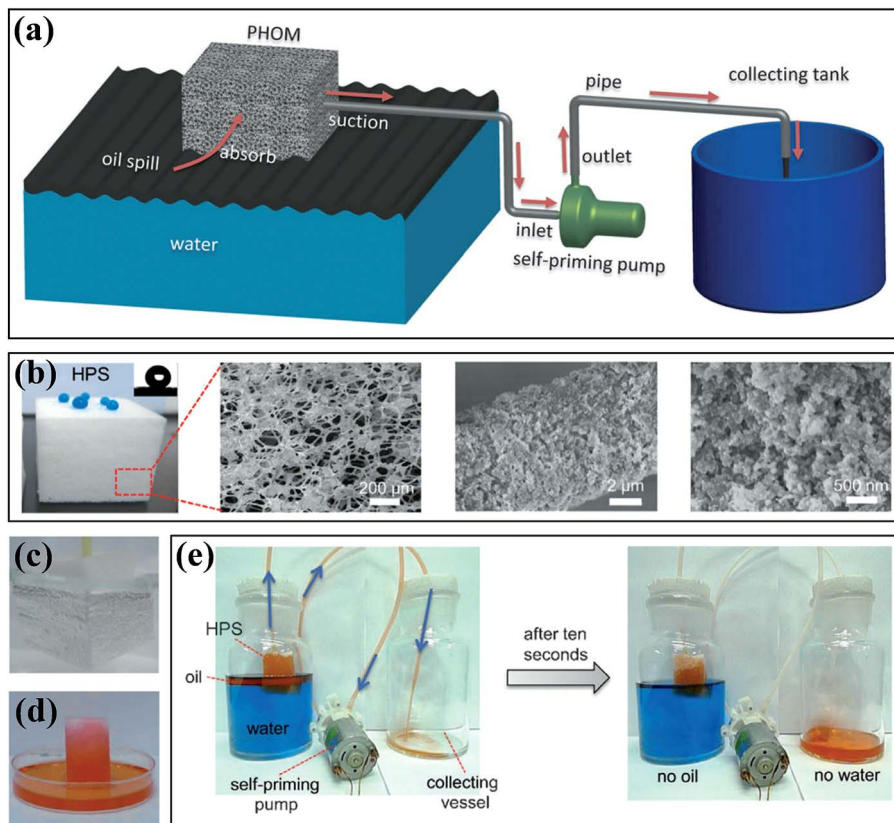 (a)
PHOM
pipe
collecting tank
suction
oil spill
absorb
outlet
water
inlet
self-priming pump
(b)
HPS
200 μm
2 μm
500 nm
(c)
(d)
(e)
HPS
oil
water
after ten
seconds
self-priming
pump
collecting
vessel
no oil
no water